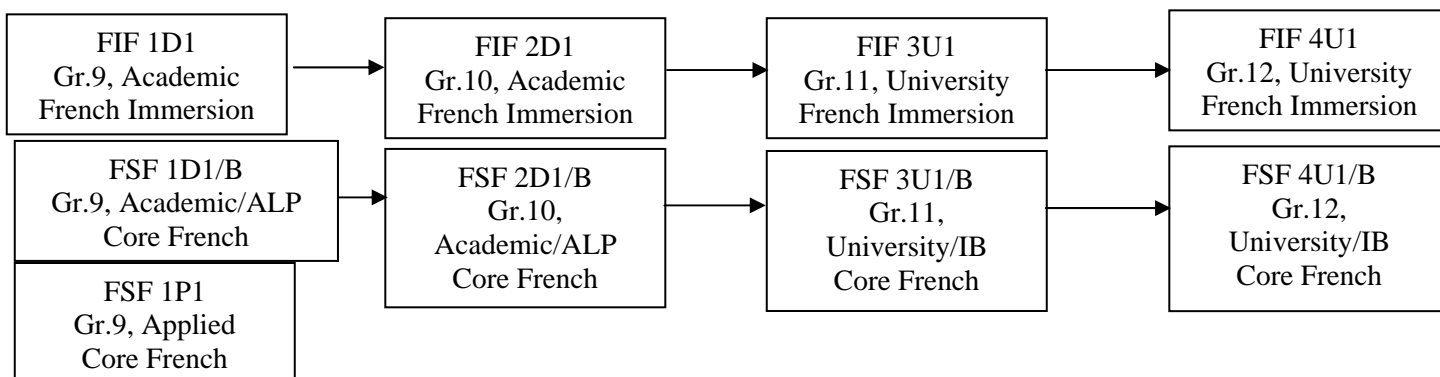 FIF 1D1
Gr.9, Academic
French Immersion
FIF 2D1
Gr.10, Academic
French Immersion
FIF 3U1
Gr.11, University
French Immersion
FIF 4U1
Gr.12, University
French Immersion
FSF 1D1/B
Gr.9, Academic/ALP
Core French
FSF 2D1/B
Gr.10,
Academic/ALP
Core French
FSF 3U1/B
Gr.11,
University/IB
Core French
FSF 4U1/B
Gr.12,
University/IB
Core French
FSF 1P1
Gr.9, Applied
Core French